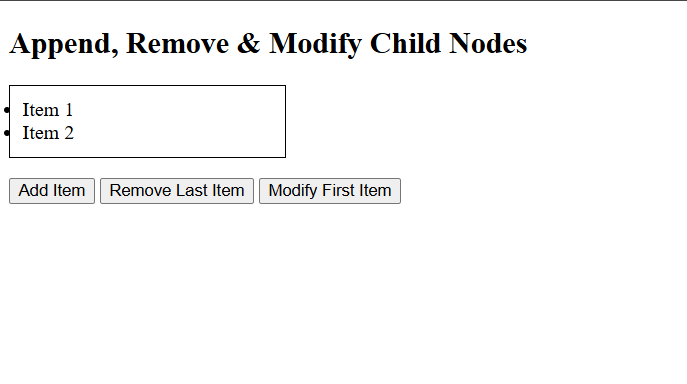 Append, Remove & Modify Child Nodes
Item 1
Item 2
Add Item Remove Last Item Modify First Item